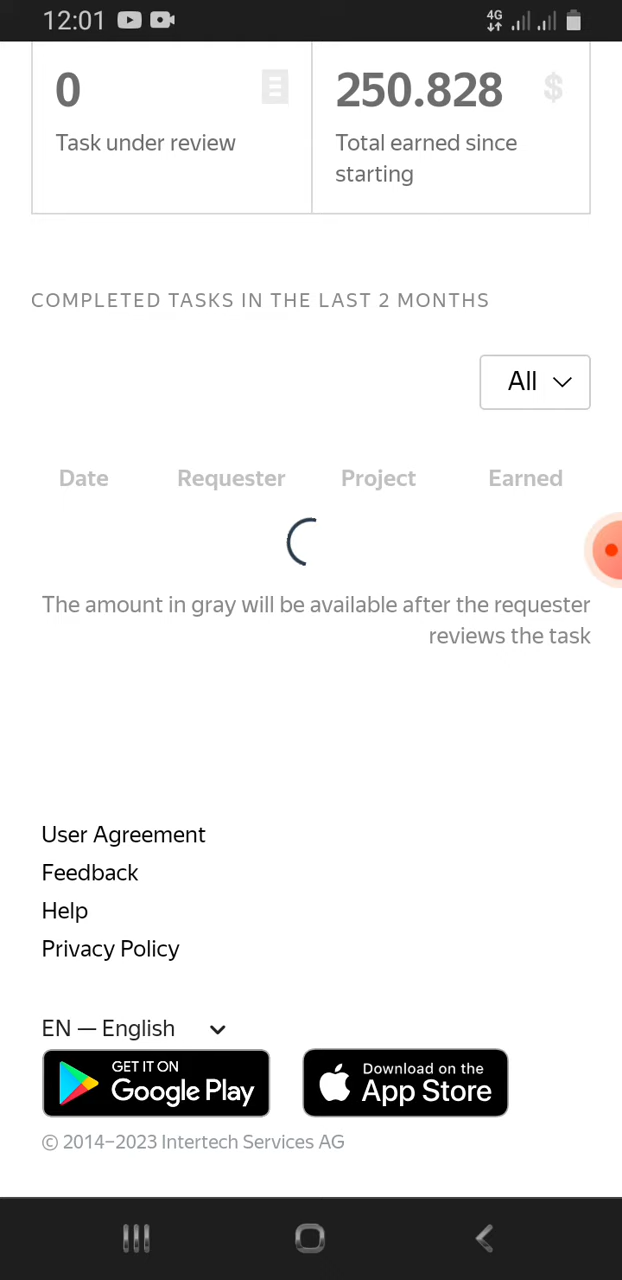 12:01
4G
0
250.828
$
Task under review
Total earned since
starting
COMPLETED TASKS IN THE LAST 2 MONTHS
All
Date Requester Project Earned
The amount in gray will be available after the requester
reviews the task
User Agreement
Feedback
Help
Privacy Policy
EN — English
GET IT ON
Google Play
Download on the
App Store
© 2014–2023 Intertech Services AG